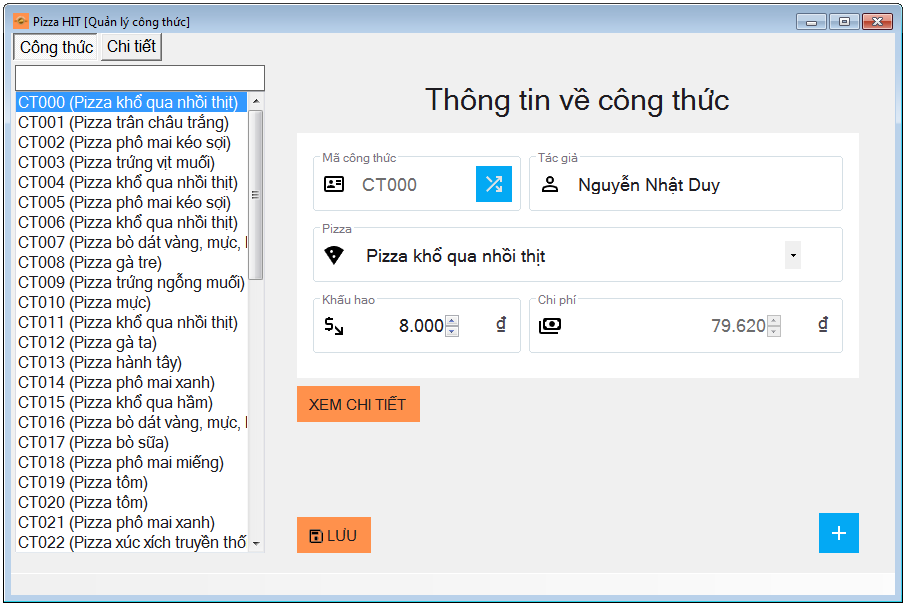 Pizza HIT [Quản lý công thức]
Công thức Chi tiết
CT000 (Pizza khổ qua nhồi thịt)
CT001 (Pizza trân châu trắng)
CT002 (Pizza phô mai kéo sợi)
CT003 (Pizza trứng vịt muối)
CT004 (Pizza khổ qua nhồi thịt)
CT005 (Pizza phô mai kéo sợi)
CT006 (Pizza khổ qua nhồi thịt)
CT007 (Pizza bò dát vàng, mực,
CT008 (Pizza gà tre)
CT009 (Pizza trứng ngỗng muối)
CT010 (Pizza mực)
CT011 (Pizza khổ qua nhồi thịt)
CT012 (Pizza gà ta)
CT013 (Pizza hành tây)
CT014 (Pizza phô mai xanh)
CT015 (Pizza khổ qua hầm)
CT016 (Pizza bò dát vàng, mực,
CT017 (Pizza bò sữa)
CT018 (Pizza phô mai miếng)
CT019 (Pizza tôm)
CT020 (Pizza tôm)
CT021 (Pizza phô mai xanh)
CT022 (Pizza xúc xích truyền thố
Thông tin về công thức
Mã công thức
CT000
Tác giả
Nguyễn Nhật Duy
Pizza
Pizza khổ qua nhồi thịt
Khấu hao
8.000 ₫
Chi phí
79.620 ₫
XEM CHI TIẾT
LƯU